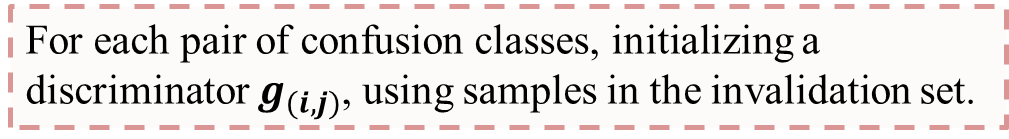 For each pair of confusion classes, initializing a
discriminator g(i,j), using samples in the invalidation set.